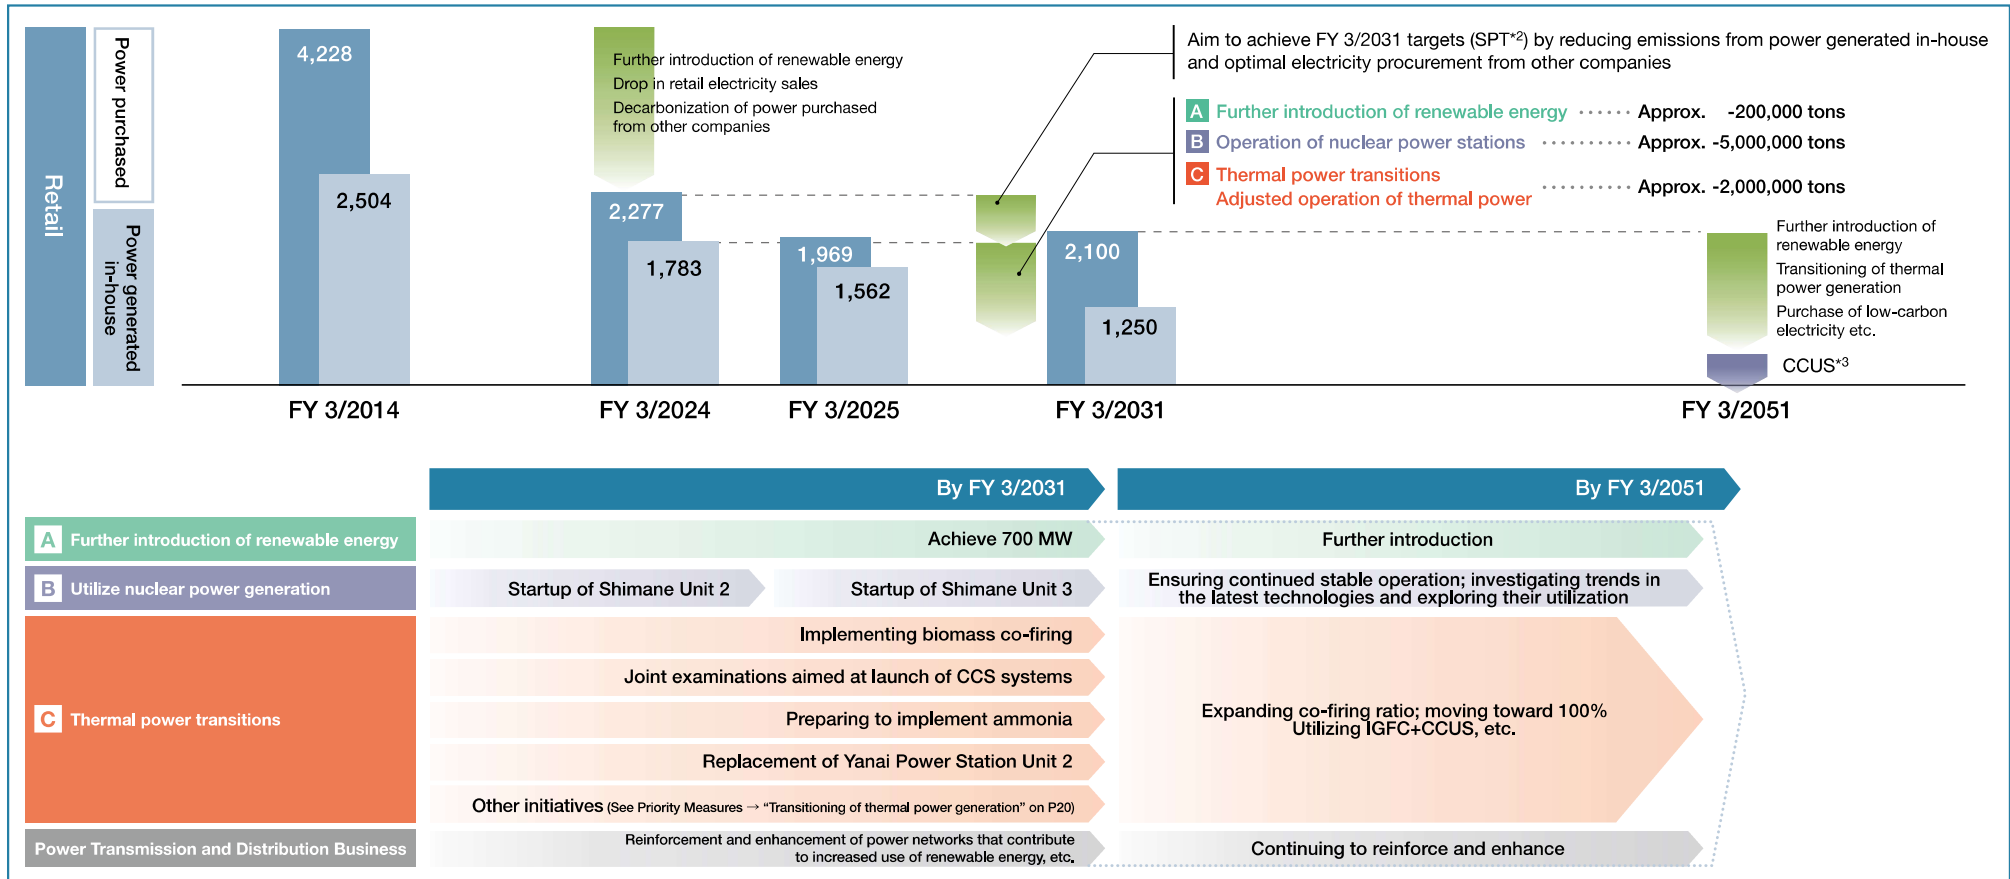 Retail
Power purchased
Power generated
in-house
4,228
2,504
Further introduction of renewable energy
Drop in retail electricity sales
Decarbonization of power purchased
from other companies
2,277
1,783
1,969
1,562
2,100
1,250
Aim to achieve FY 3/2031 targets (SPT*2) by reducing emissions from power generated in-house
and optimal electricity procurement from other companies
A Further introduction of renewable energy ······ Approx. -200,000 tons
B Operation of nuclear power stations ·········· Approx. -5,000,000 tons
C Thermal power transitions
Adjusted operation of thermal power ·········· Approx. -2,000,000 tons
Further introduction of
renewable energy
Transitioning of thermal
power generation
Purchase of low-carbon
electricity etc.
CCUS*3
FY 3/2014
FY 3/2024
FY 3/2025
FY 3/2031
FY 3/2051
By FY 3/2031
By FY 3/2051
A Further introduction of renewable energy
Achieve 700 MW
Further introduction
B Utilize nuclear power generation
Startup of Shimane Unit 2
Startup of Shimane Unit 3
Ensuring continued stable operation; investigating trends in
the latest technologies and exploring their utilization
C Thermal power transitions
Implementing biomass co-firing
Joint examinations aimed at launch of CCS systems
Preparing to implement ammonia
Replacement of Yanai Power Station Unit 2
Other initiatives (See Priority Measures → “Transitioning of thermal power generation” on P20)
Expanding co-firing ratio; moving toward 100%
Utilizing IGFC+CCUS, etc.
Power Transmission and Distribution Business
Reinforcement and enhancement of power networks that contribute
to increased use of renewable energy, etc.
Continuing to reinforce and enhance